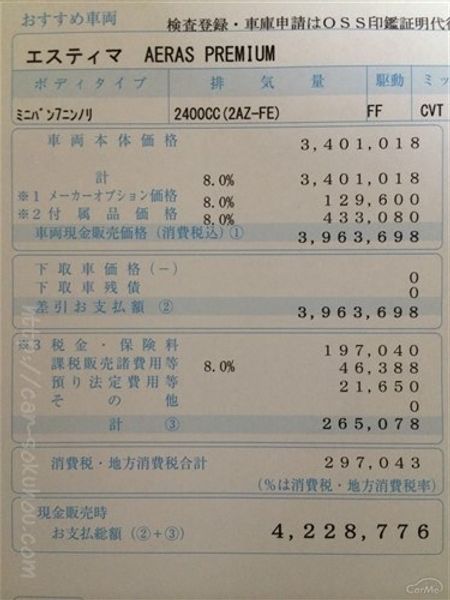 おすすめ車両
検査登録・車庫申請はOSS印鑑証明代行
エスティマ AERAS PREMIUM
ボディタイプ 排気量 駆動 ミッ
ﾐﾆﾊﾞﾝ7ﾆﾝﾉﾘ 2400CC(2AZ-FE) FF CVT
車両本体価格 3,401,018
計 8.0% 3,401,018
※1メーカーオプション価格 8.0% 129,600
※2付属品価格 8.0% 433,080
車両現金販売価格(消費税込)① 3,963,698
下取車価格(-) 0
下取車残債 0
差引お支払額 ② 3,963,698
※3税金・保険料 197,040
課税販売諸費用等 8.0% 46,388
預り法定費用等 21,650
その他 0
計 ③ 265,078
消費税・地方消費税合計 297,043
(%は消費税・地方消費税率)
現金販売時
お支払総額(②+③) 4,228,776
http://car-sokuhou.com
CarMe